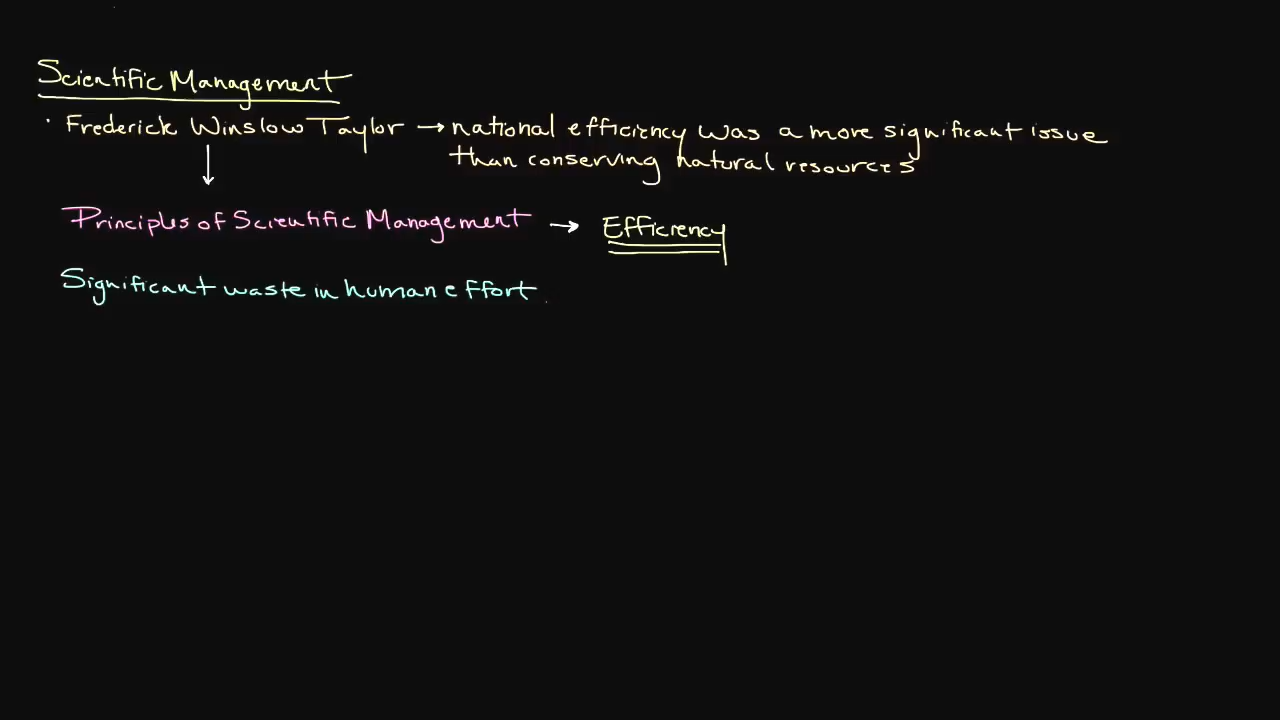 Scientific Management
· Frederick Winslow Taylor → national efficiency was a more significant issue
than conserving natural resources
↓
Principles of Scientific Management → Efficiency
Significant waste in human effort